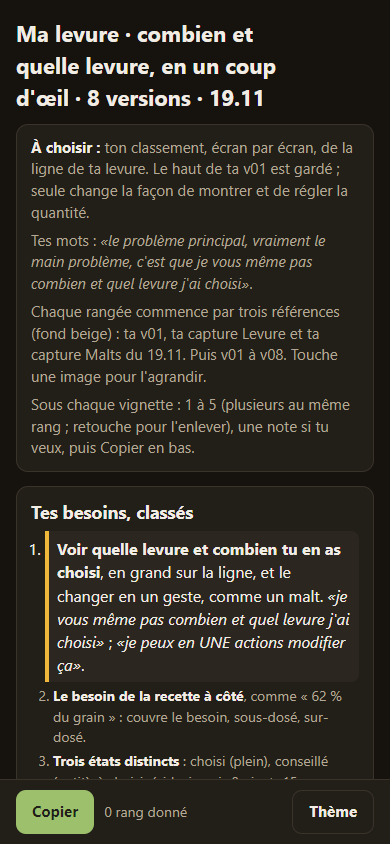 Ma levure · combien et
quelle levure, en un coup
d'œil · 8 versions · 19.11
À choisir : ton classement, écran par écran, de la
ligne de ta levure. Le haut de ta v01 est gardé ;
seule change la façon de montrer et de régler la
quantité.
Tes mots : «le problème principal, vraiment le
main problème, c'est que je vous même pas
combien et quel levure j'ai choisi».
Chaque rangée commence par trois références
(fond beige) : ta v01, ta capture Levure et ta
capture Malts du 19.11. Puis v01 à v08. Touche
une image pour l'agrandir.
Sous chaque vignette : 1 à 5 (plusieurs au même
rang ; retouche pour l'enlever), une note si tu
veux, puis Copier en bas.
Tes besoins, classés
1. Voir quelle levure et combien tu en as
choisi, en grand sur la ligne, et le
changer en un geste, comme un malt. «je
vous même pas combien et quel levure j'ai
choisi» ; «je peux en UNE actions modifier
ça».
2. Le besoin de la recette à côté, comme « 62 %
du grain » : couvre le besoin, sous-dosé, sur-
dosé.
3. Trois états distincts : choisi (plein), conseillé
Copier
0 rang donné
Thème